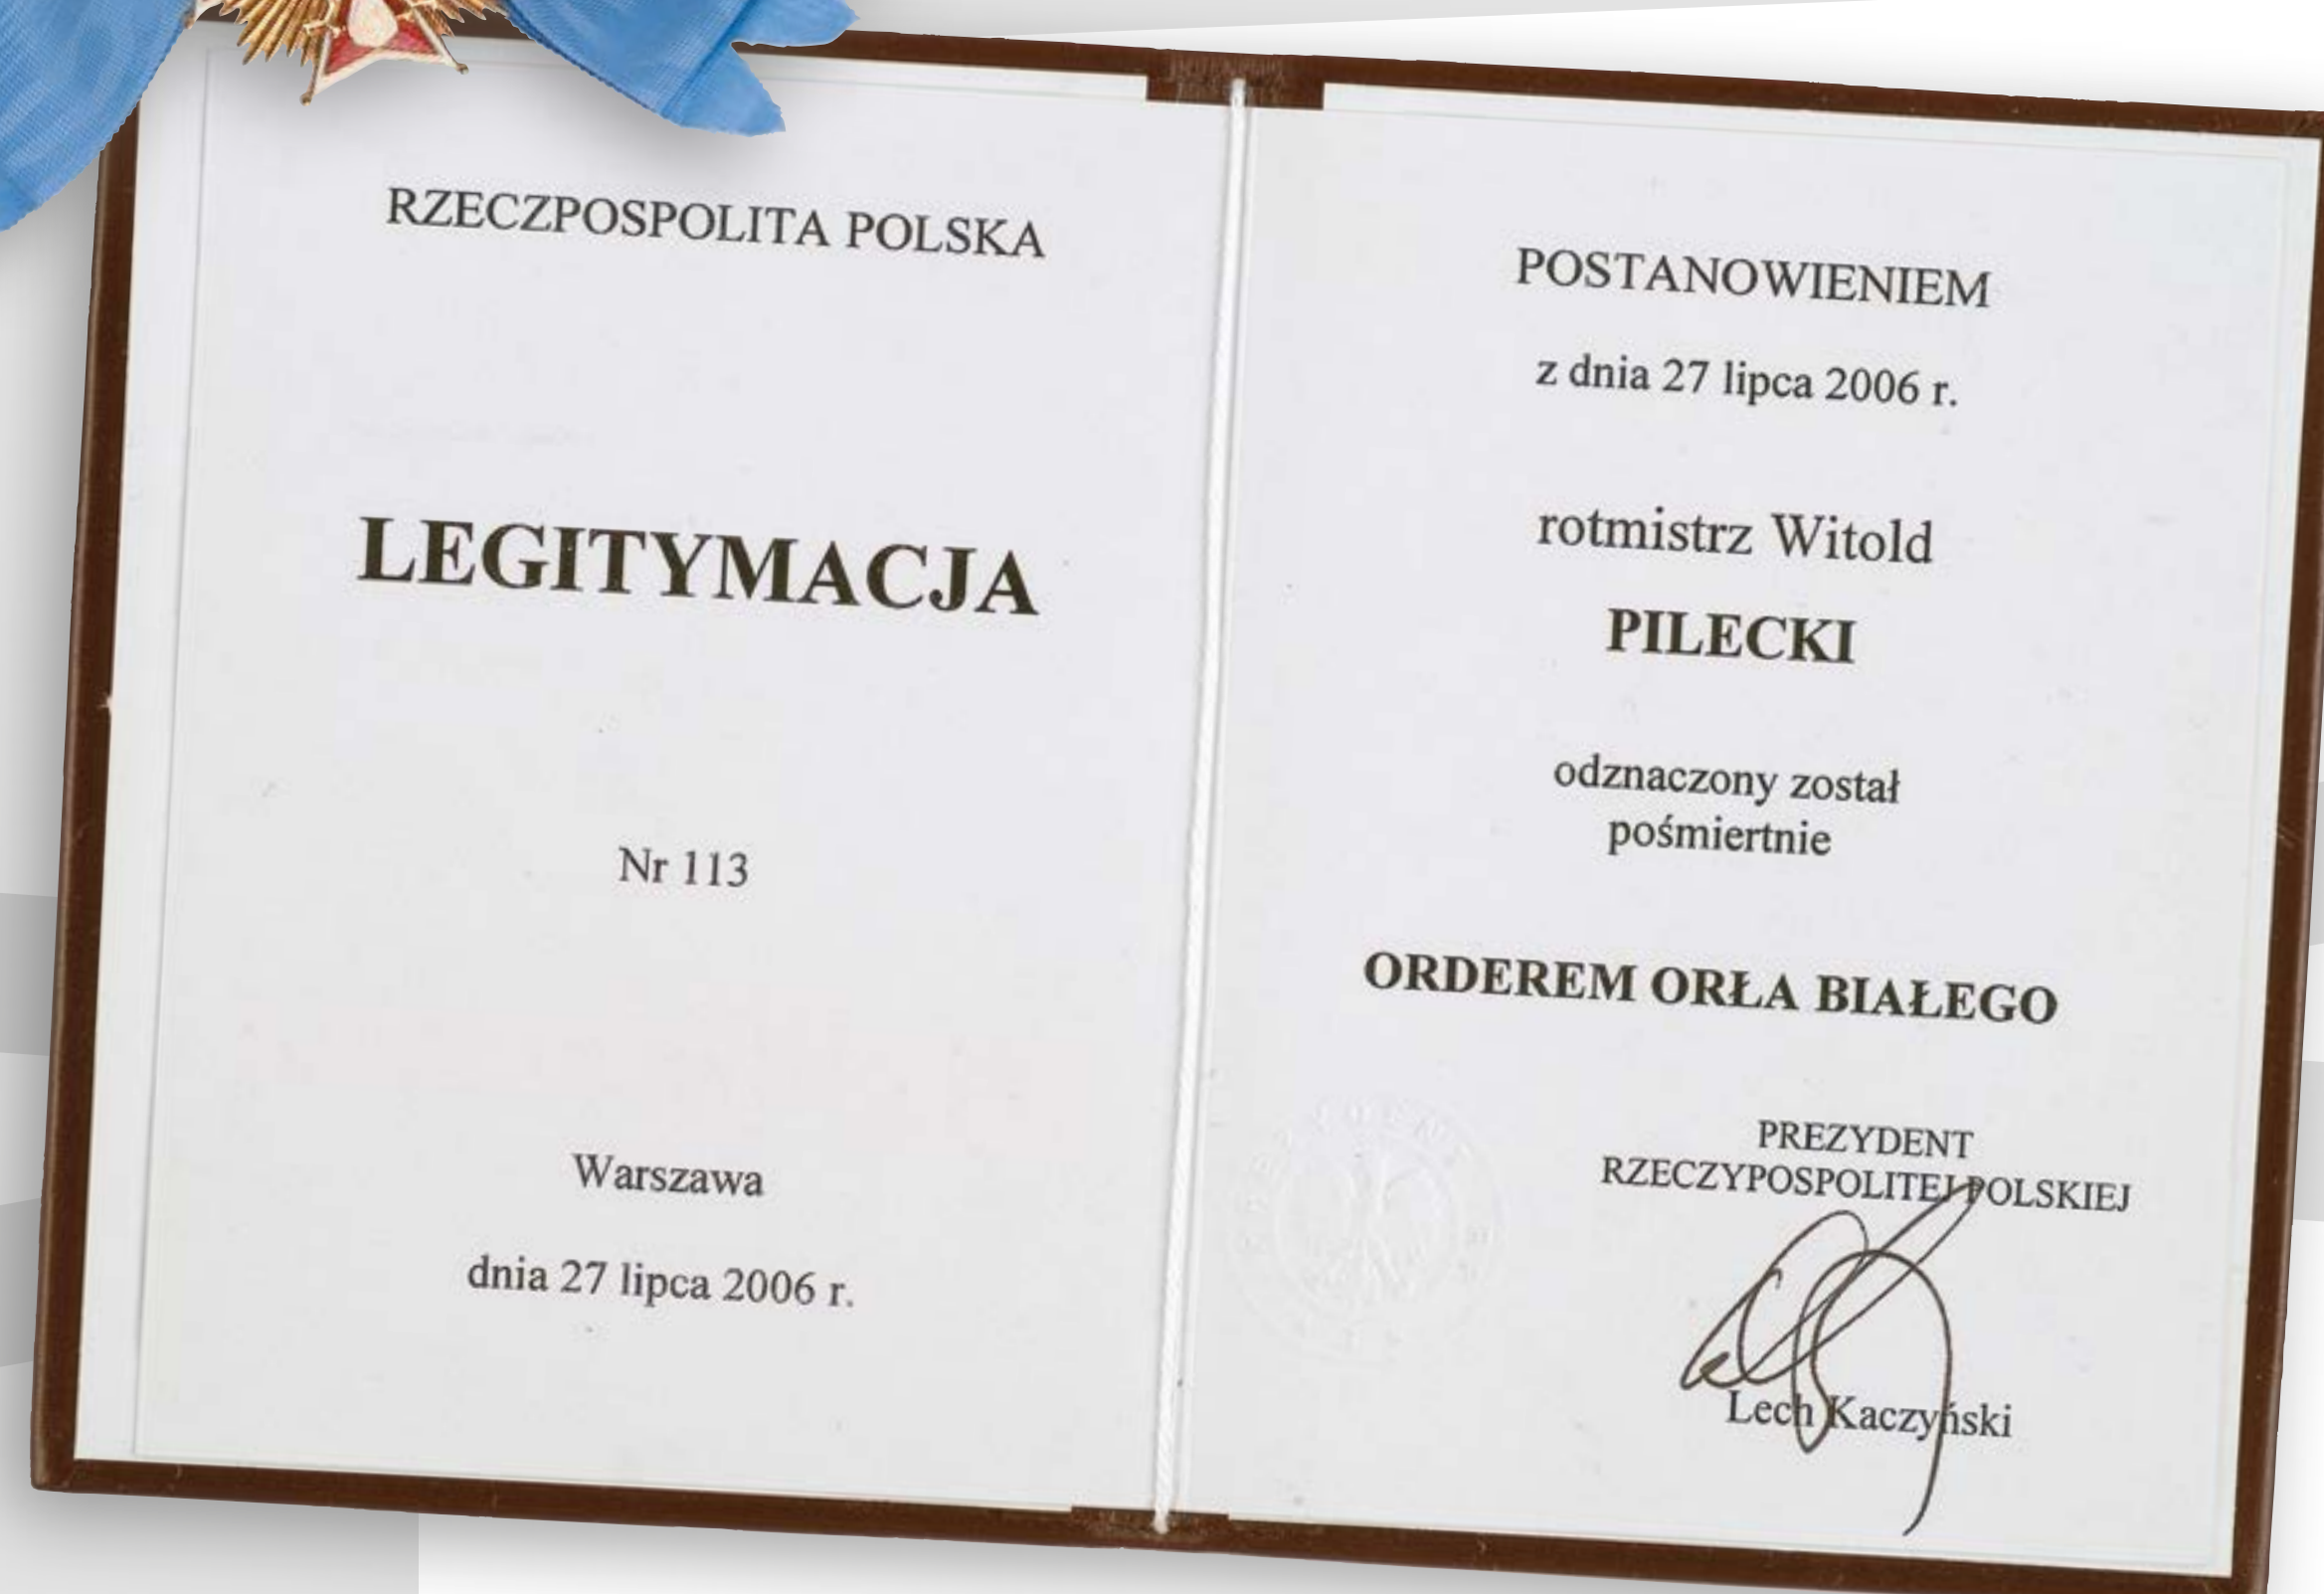 RZECZPOSPOLITA POLSKA
LEGITYMACJA
Nr 113
Warszawa
dnia 27 lipca 2006 r.
POSTANOWIENIEM
z dnia 27 lipca 2006 r.
rotmistrz Witold
PILECKI
odznaczony został
pośmiertnie
ORDEREM ORŁA BIAŁEGO
PREZYDENT
RZECZYPOSPOLITEJ POLSKIEJ
Lech Kaczyński